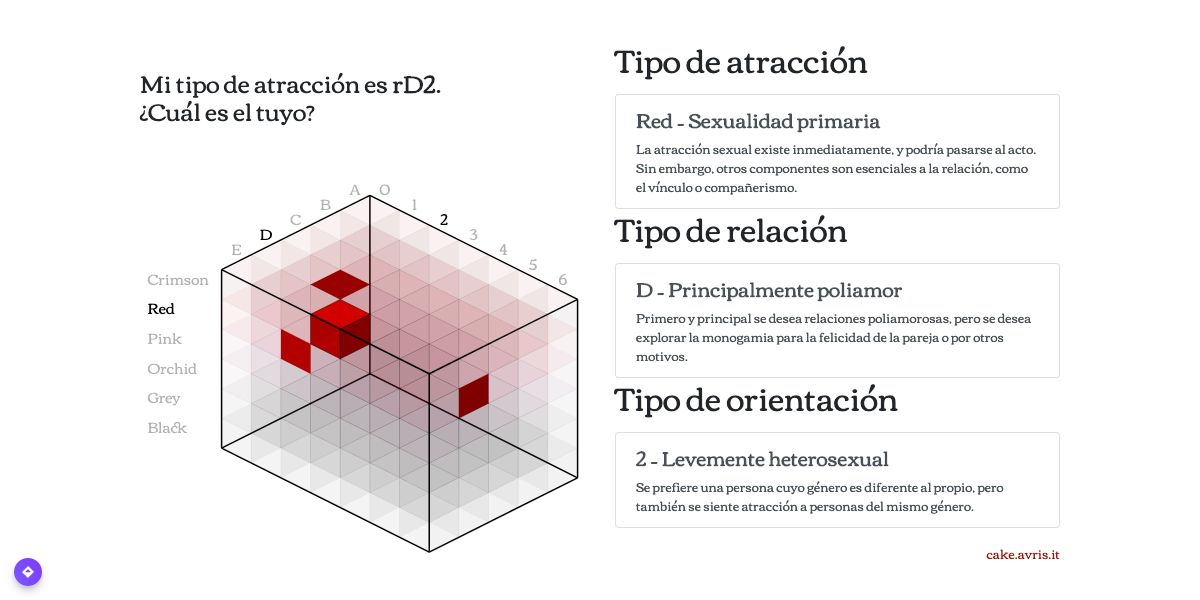 Mi tipo de atracción es rD2.
¿Cuál es el tuyo?
A
B
C
D
E
0
1
2
3
4
5
6
Crimson
Red
Pink
Orchid
Grey
Black
Tipo de atracción
Red - Sexualidad primaria
La atracción sexual existe inmediatamente, y podría pasarse al acto.
Sin embargo, otros componentes son esenciales a la relación, como
el vínculo o compañerismo.
Tipo de relación
D - Principalmente poliamor
Primero y principal se desea relaciones poliamorosas, pero se desea
explorar la monogamia para la felicidad de la pareja o por otros
motivos.
Tipo de orientación
2 - Levemente heterosexual
Se prefiere una persona cuyo género es diferente al propio, pero
también se siente atracción a personas del mismo género.
cake.avris.it